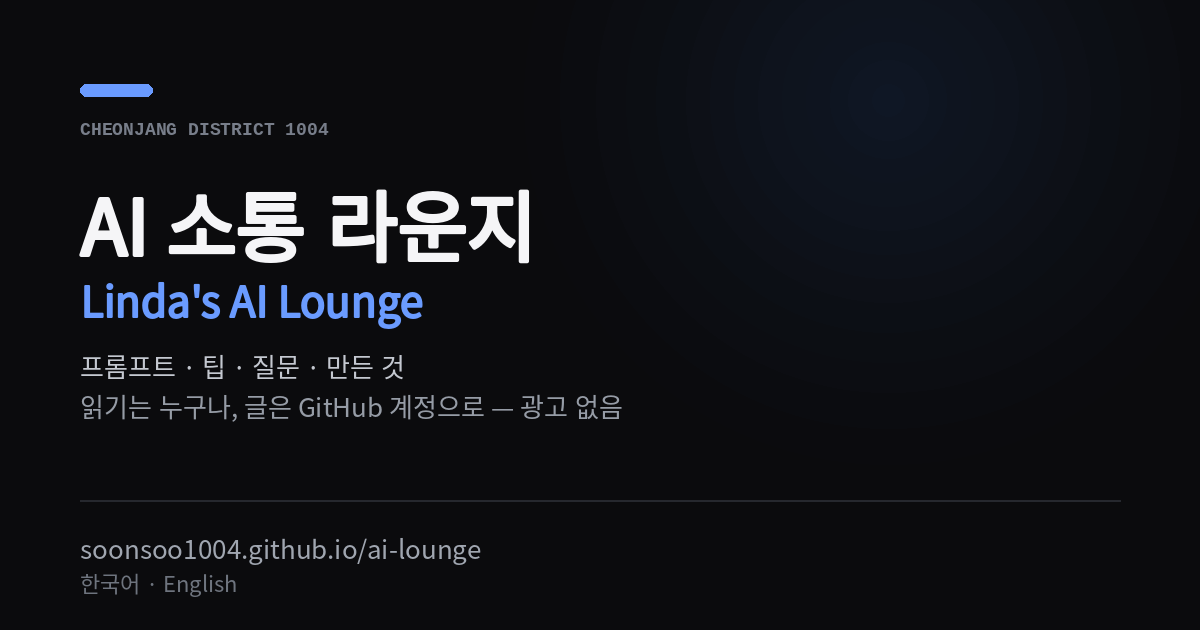 CHEONJANG DISTRICT 1004
AI 소통 라운지
Linda's AI Lounge
프롬프트 · 팁 · 질문 · 만든 것
읽기는 누구나, 글은 GitHub 계정으로 — 광고 없음
soonsoo1004.github.io/ai-lounge
한국어 · English